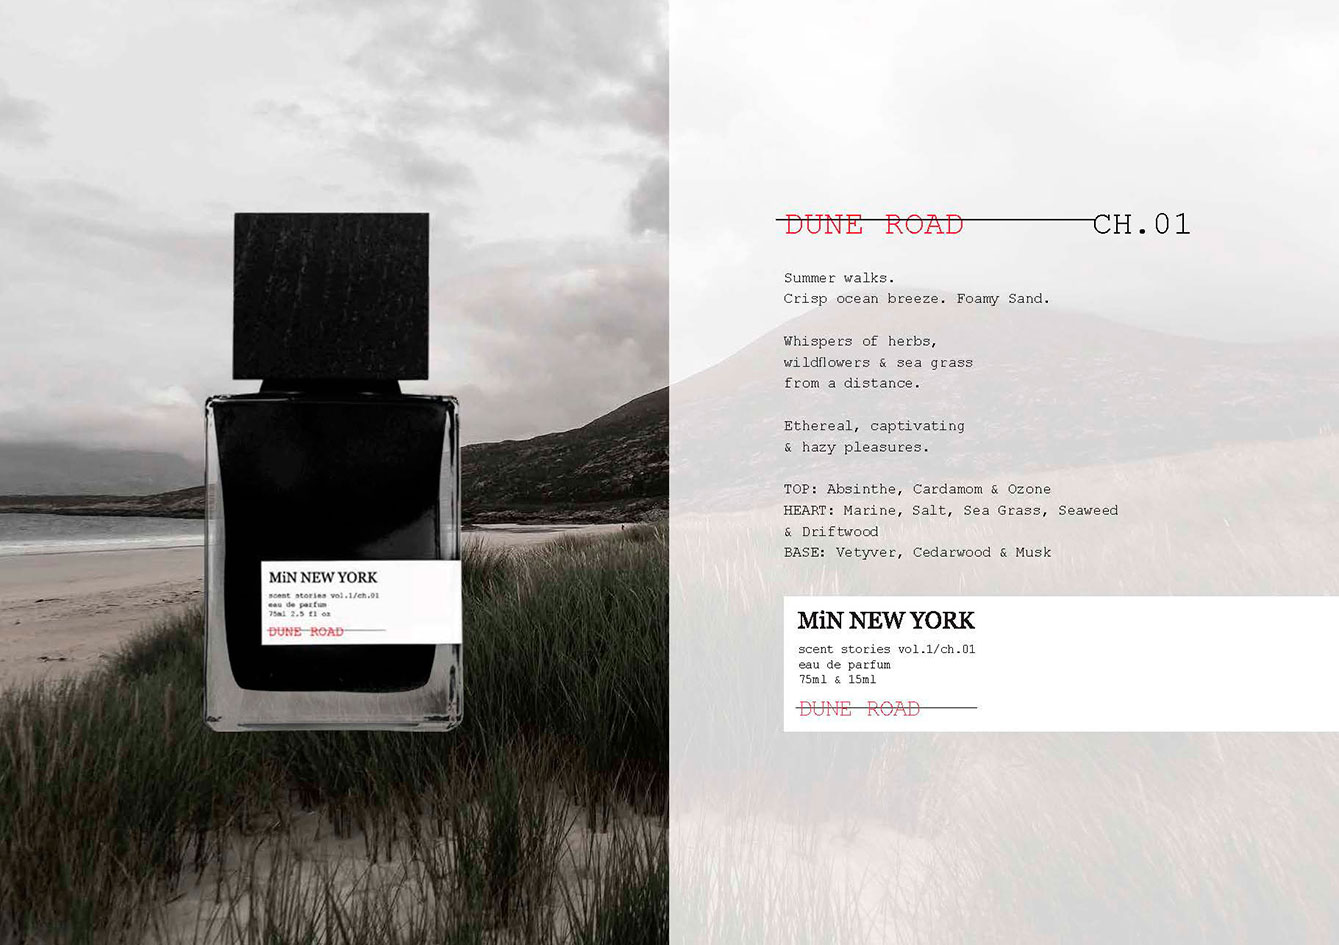 MiN NEW YORK
scent stories vol.1/ch.01
eau de parfum
75ml 2.5 fl oz
DUNE ROAD
DUNE ROAD CH.01
Summer walks.
Crisp ocean breeze. Foamy Sand.
Whispers of herbs,
wildflowers & sea grass
from a distance.
Ethereal, captivating
& hazy pleasures.
TOP: Absinthe, Cardamom & Ozone
HEART: Marine, Salt, Sea Grass, Seaweed
& Driftwood
BASE: Vetyver, Cedarwood & Musk
MiN NEW YORK
scent stories vol.1/ch.01
eau de parfum
75ml & 15ml
DUNE ROAD